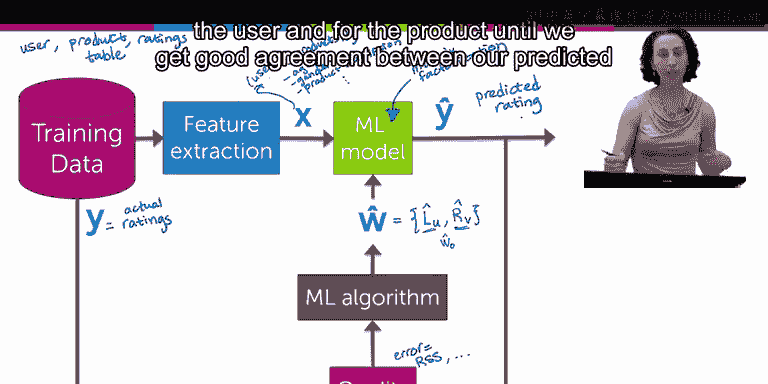 the user and for the product until we
get good agreement between our predicted
user, products, ratings
table
Training
Data
Feature
extraction
x
ML
model
ŷ
predicted
rating
y = actual
ratings
ŵ = {L̂u, R̂v}
ŵ₀
ML algorithm
error=
RSS, ...